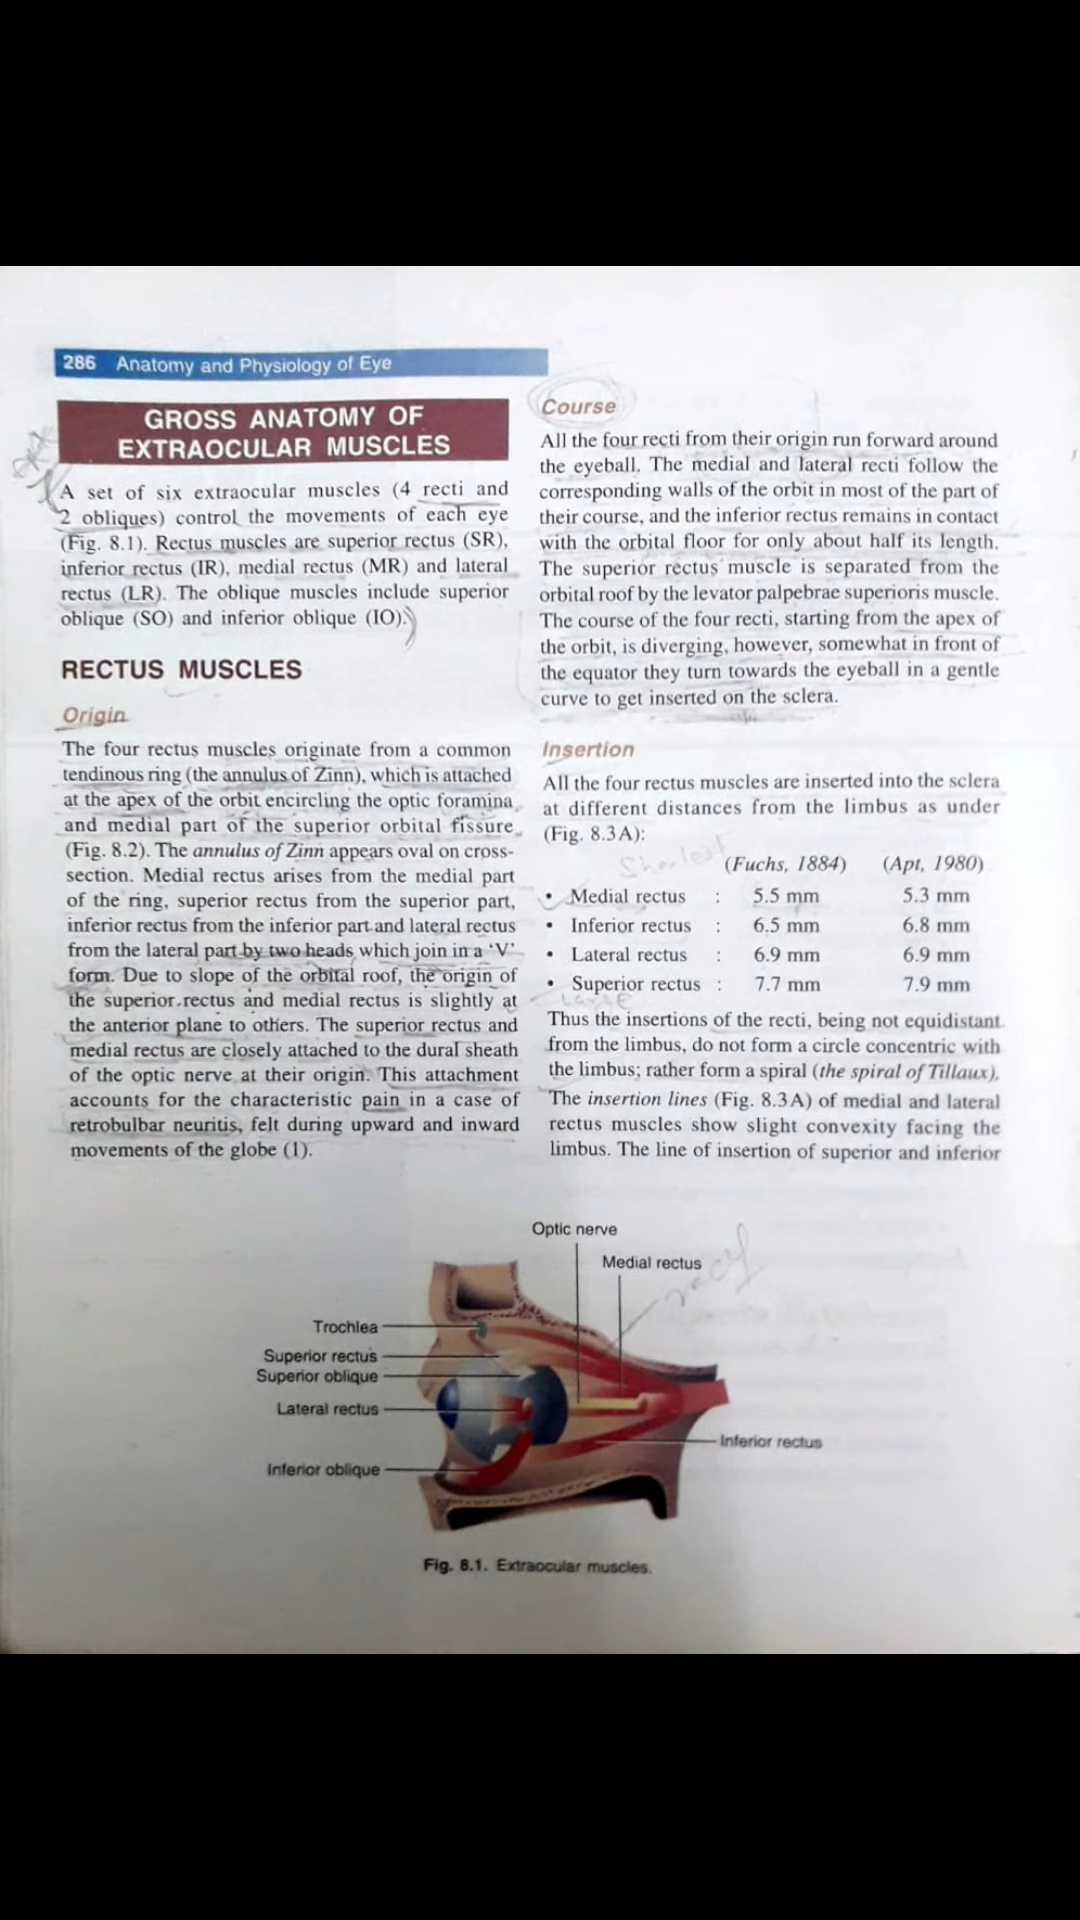 286 Anatomy and Physiology of Eye
GROSS ANATOMY OF
EXTRAOCULAR MUSCLES
A set of six extraocular muscles (4 recti and
2 obliques) control the movements of each eye
(Fig. 8.1). Rectus muscles are superior rectus (SR),
inferior rectus (IR), medial rectus (MR) and lateral
rectus (LR). The oblique muscles include superior
oblique (SO) and inferior oblique (IO).
RECTUS MUSCLES
Origin
The four rectus muscles originate from a common
tendinous ring (the annulus of Zinn), which is attached
at the apex of the orbit encircling the optic foramina
and medial part of the superior orbital fissure
(Fig. 8.2). The annulus of Zinn appears oval on cross-
section. Medial rectus arises from the medial part
of the ring, superior rectus from the superior part,
inferior rectus from the inferior part and lateral rectus
from the lateral part by two heads which join in a 'V'
form. Due to slope of the orbital roof, the origin of
the superior rectus and medial rectus is slightly at
the anterior plane to others. The superior rectus and
medial rectus are closely attached to the dural sheath
of the optic nerve at their origin. This attachment
accounts for the characteristic pain in a case of
retrobulbar neuritis, felt during upward and inward
movements of the globe (1).
Course
All the four recti from their origin run forward around
the eyeball. The medial and lateral recti follow the
corresponding walls of the orbit in most of the part of
their course, and the inferior rectus remains in contact
with the orbital floor for only about half its length.
The superior rectus muscle is separated from the
orbital roof by the levator palpebrae superioris muscle.
The course of the four recti, starting from the apex of
the orbit, is diverging, however, somewhat in front of
the equator they turn towards the eyeball in a gentle
curve to get inserted on the sclera.
Insertion
All the four rectus muscles are inserted into the sclera
at different distances from the limbus as under
(Fig. 8.3A):
Shortest
(Fuchs, 1884) (Apt, 1980)
• Medial rectus : 5.5 mm 5.3 mm
• Inferior rectus : 6.5 mm 6.8 mm
• Lateral rectus : 6.9 mm 6.9 mm
• Superior rectus : 7.7 mm 7.9 mm
Large
Thus the insertions of the recti, being not equidistant
from the limbus, do not form a circle concentric with
the limbus; rather form a spiral (the spiral of Tillaux).
The insertion lines (Fig. 8.3A) of medial and lateral
rectus muscles show slight convexity facing the
limbus. The line of insertion of superior and inferior
Optic nerve
Medial rectus
Trochlea
Superior rectus
Superior oblique
Lateral rectus
Inferior rectus
Inferior oblique
Fig. 8.1. Extraocular muscles.